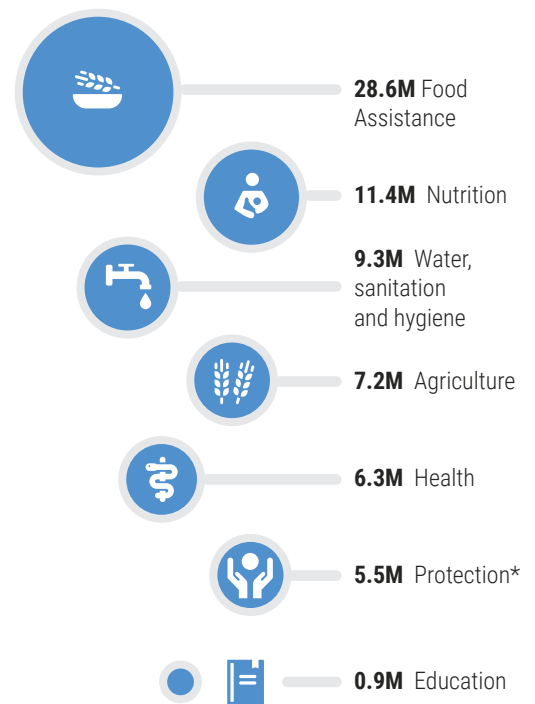 28.6M Food
Assistance
11.4M Nutrition
9.3M Water,
sanitation
and hygiene
7.2M Agriculture
6.3M Health
5.5M Protection*
0.9M Education